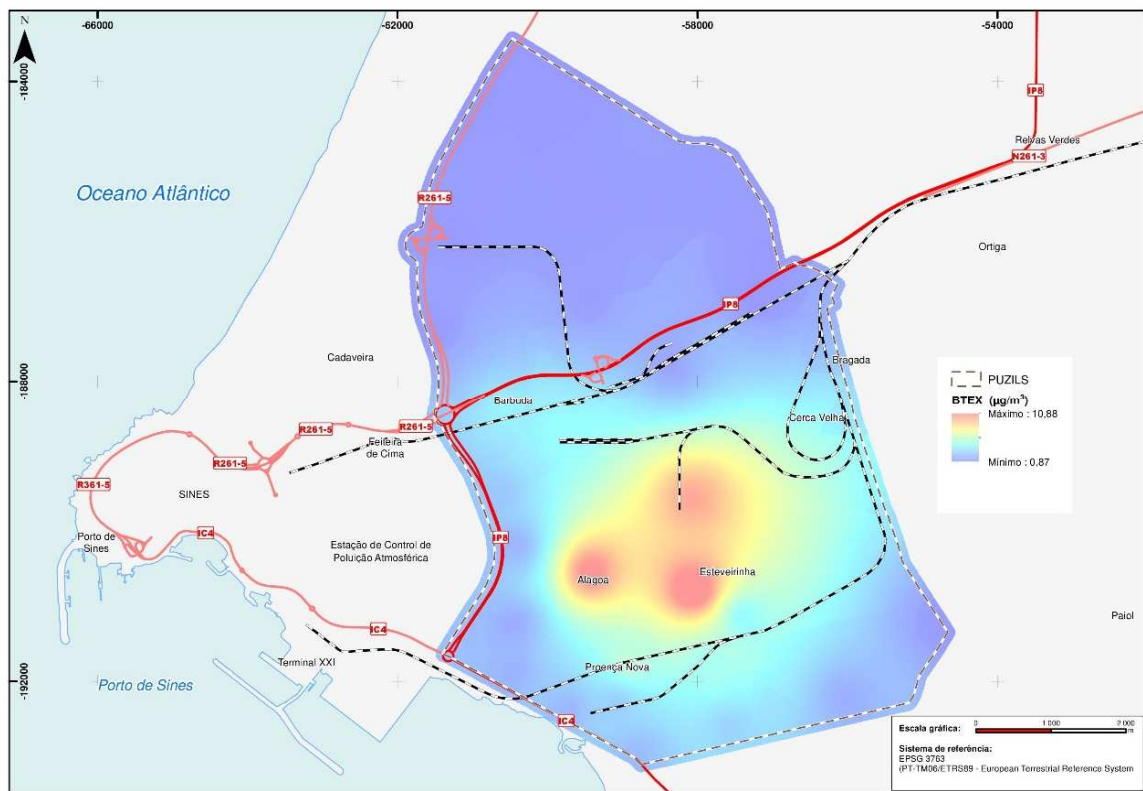 N
-66000
-62000
-58000
-54000
-184000
IP8
Relvas Verdes
N261-3
Oceano Atlântico
R261-5
Ortiga
IP8
Cadaveira
Bragada
-188000
Barbuda
PUZILS
BTEX (µg/m³)
Máximo : 10,88
Mínimo : 0,87
Cerca Velha
R261-5
R261-5
Feiteira
de Cima
R261-5
R361-5
SINES
IC4
Porto de
Sines
IP8
Estação de Control de
Poluição Atmosférica
Alagoa
Esteveirinha
Paiol
IC4
Terminal XXI
Proença Nova
-192000
Porto de Sines
IC4
Escala gráfica:
0
1 000
2 000
m
Sistema de referência:
EPSG 3763
(PT-TM06/ETRS89 - European Terrestrial Reference System